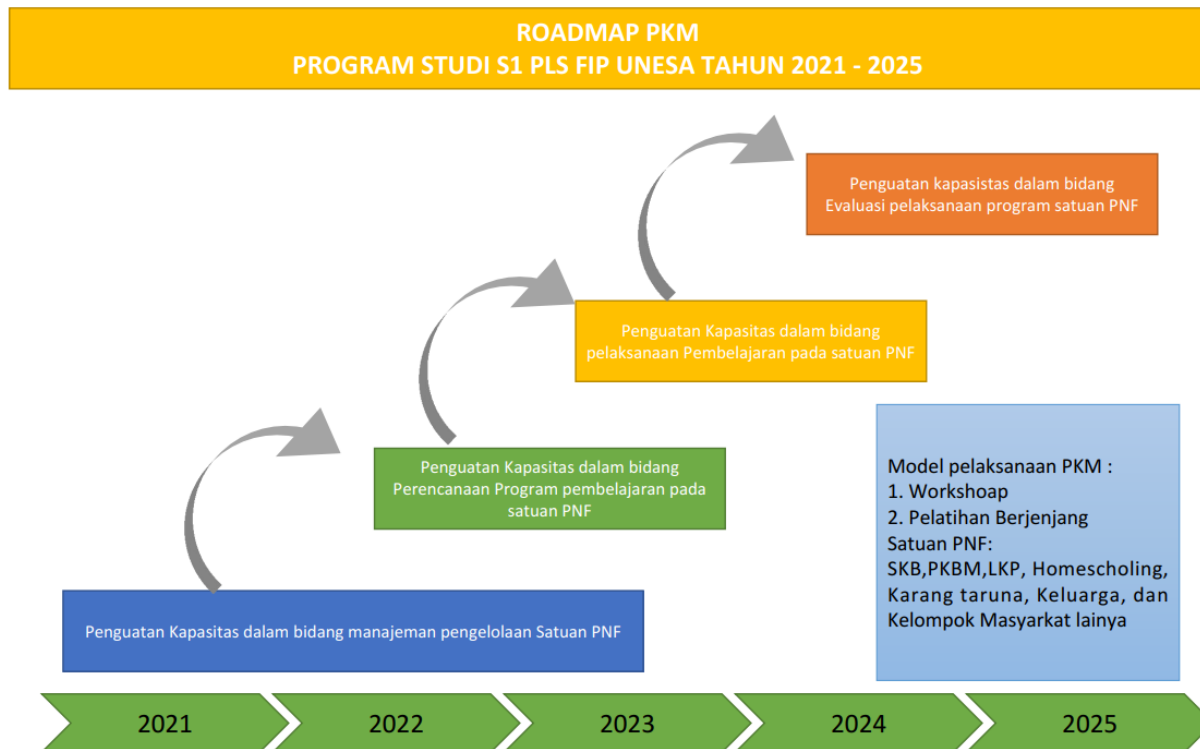 ROADMAP PKM
PROGRAM STUDI S1 PLS FIP UNESA TAHUN 2021 - 2025
Penguatan kapasistas dalam bidang
Evaluasi pelaksanaan program satuan PNF
Penguatan Kapasitas dalam bidang
pelaksanaan Pembelajaran pada satuan PNF
Penguatan Kapasitas dalam bidang
Perencanaan Program pembelajaran pada
satuan PNF
Penguatan Kapasitas dalam bidang manajeman pengelolaan Satuan PNF
Model pelaksanaan PKM :
1. Workshoap
2. Pelatihan Berjenjang
Satuan PNF:
SKB,PKBM,LKP, Homescholing,
Karang taruna, Keluarga, dan
Kelompok Masyarkat lainya
2021
2022
2023
2024
2025